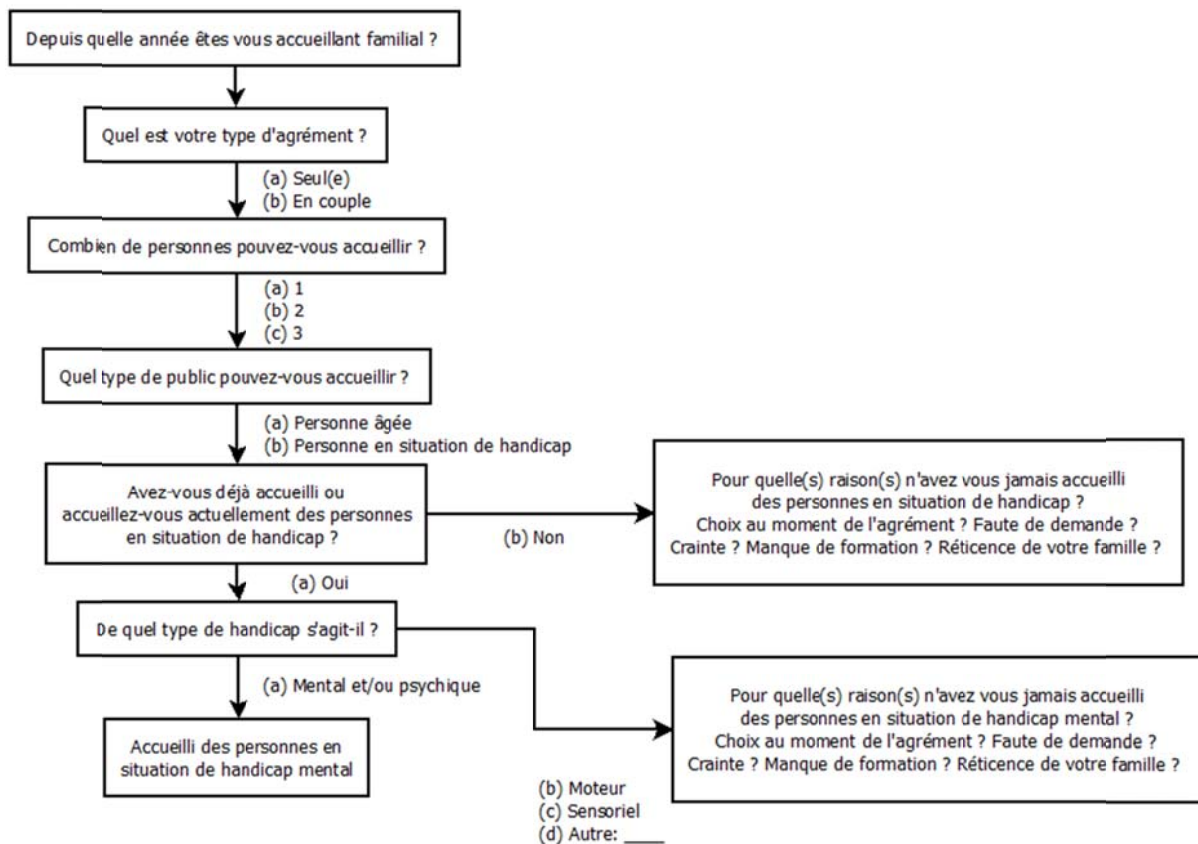 Depuis quelle année êtes vous accueillant familial ?
Quel est votre type d'agrément ?
(a) Seul(e)
(b) En couple
Combien de personnes pouvez-vous accueillir ?
(a) 1
(b) 2
(c) 3
Quel type de public pouvez-vous accueillir ?
(a) Personne âgée
(b) Personne en situation de handicap
Avez-vous déjà accueilli ou
accueillez-vous actuellement des personnes
en situation de handicap ?
(b) Non
Pour quelle(s) raison(s) n'avez vous jamais accueilli
des personnes en situation de handicap ?
Choix au moment de l'agrément ? Faute de demande ?
Crainte ? Manque de formation ? Réticence de votre famille ?
(a) Oui
De quel type de handicap s'agit-il ?
(a) Mental et/ou psychique
Accueilli des personnes en
situation de handicap mental
(b) Moteur
(c) Sensoriel
(d) Autre: ____
Pour quelle(s) raison(s) n'avez vous jamais accueilli
des personnes en situation de handicap mental ?
Choix au moment de l'agrément ? Faute de demande ?
Crainte ? Manque de formation ? Réticence de votre famille ?